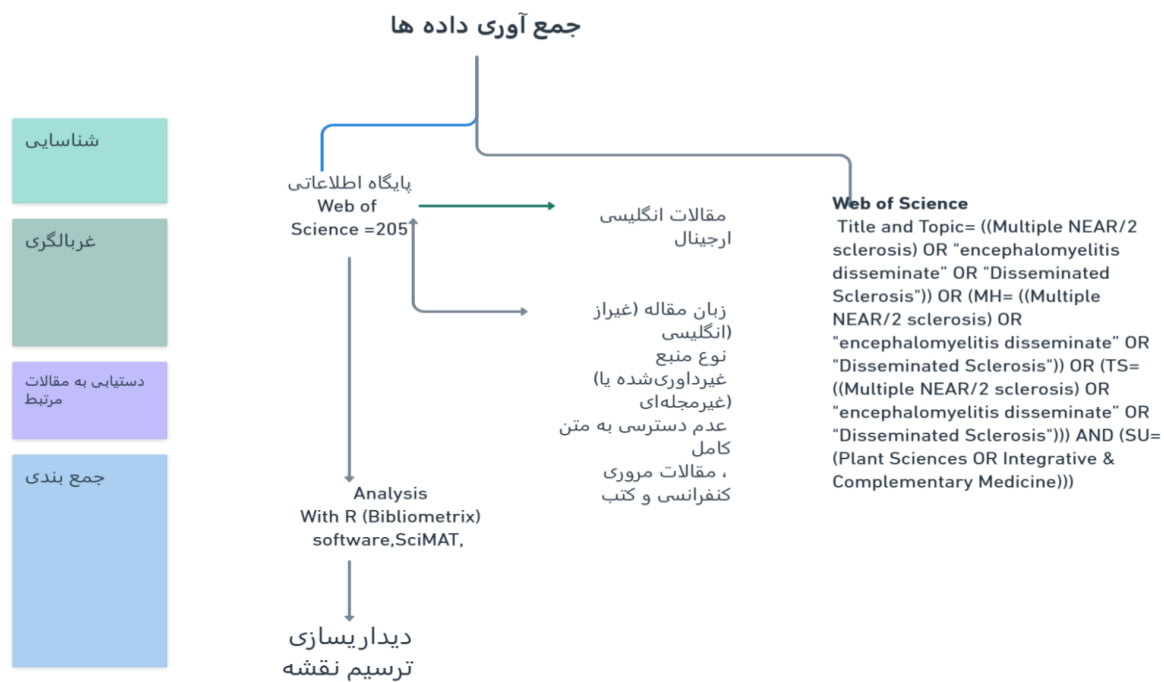 جمع آوری داده ها
شناسایی
غربالگری
دستیابی به مقالات
مرتبط
جمع بندی
پایگاه اطلاعاتی
Web of
Science =205
مقالات انگلیسی
ارجینال
زبان مقاله (غیراز
انگلیسی)
نوع منبع
غیرداوری‌شده یا)
(غیرمجله‌ای
عدم دسترسی به متن
کامل
، مقالات مروری
کنفرانسی و کتب
Analysis
With R (Bibliometrix)
software,SciMAT,
دیداریسازی
ترسیم نقشه
Web of Science
Title and Topic= ((Multiple NEAR/2
sclerosis) OR "encephalomyelitis
disseminate” OR "Disseminated
Sclerosis")) OR (MH= ((Multiple
NEAR/2 sclerosis) OR
"encephalomyelitis disseminate” OR
"Disseminated Sclerosis")) OR (TS=
((Multiple NEAR/2 sclerosis) OR
"encephalomyelitis disseminate” OR
"Disseminated Sclerosis"))) AND (SU=
(Plant Sciences OR Integrative &
Complementary Medicine)))